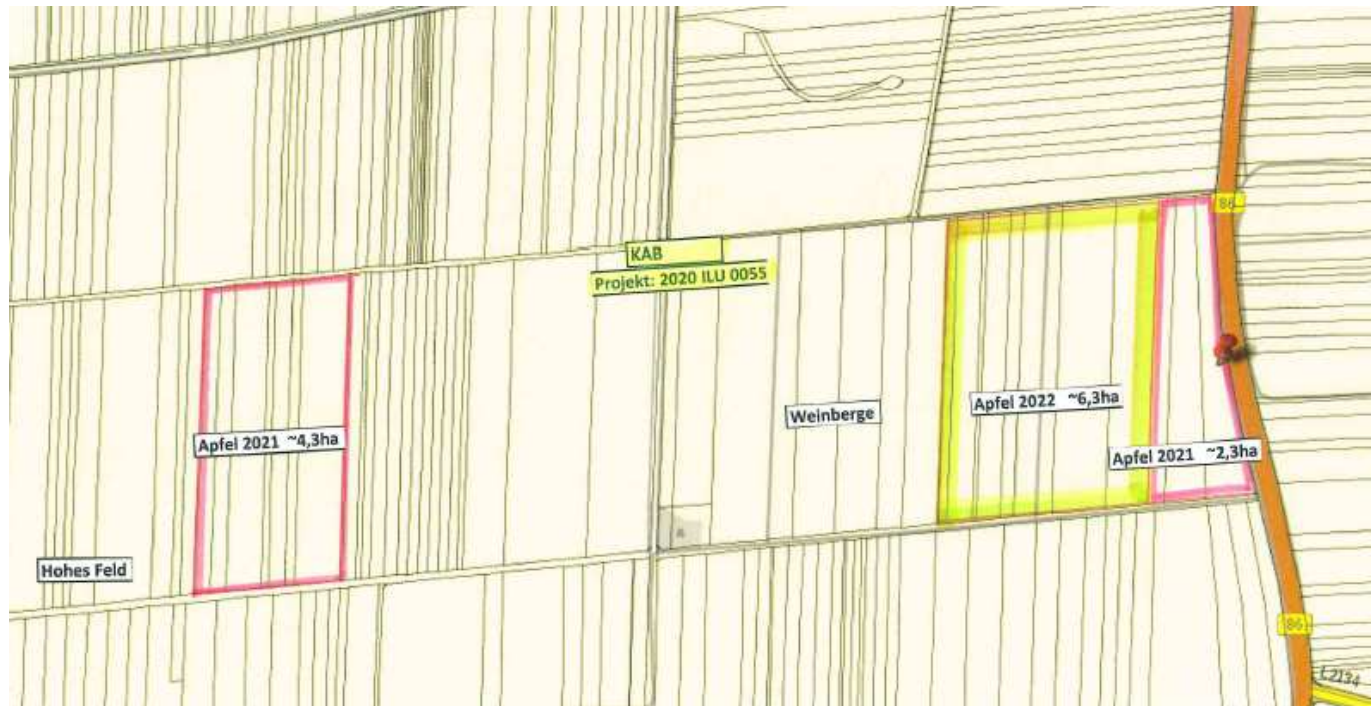 86
KAB
Projekt: 2020 ILU 0055
Apfel 2021 ~4,3ha
Weinberge
Apfel 2022 ~6,3ha
Apfel 2021 ~2,3ha
Hohes Feld
86
L2134